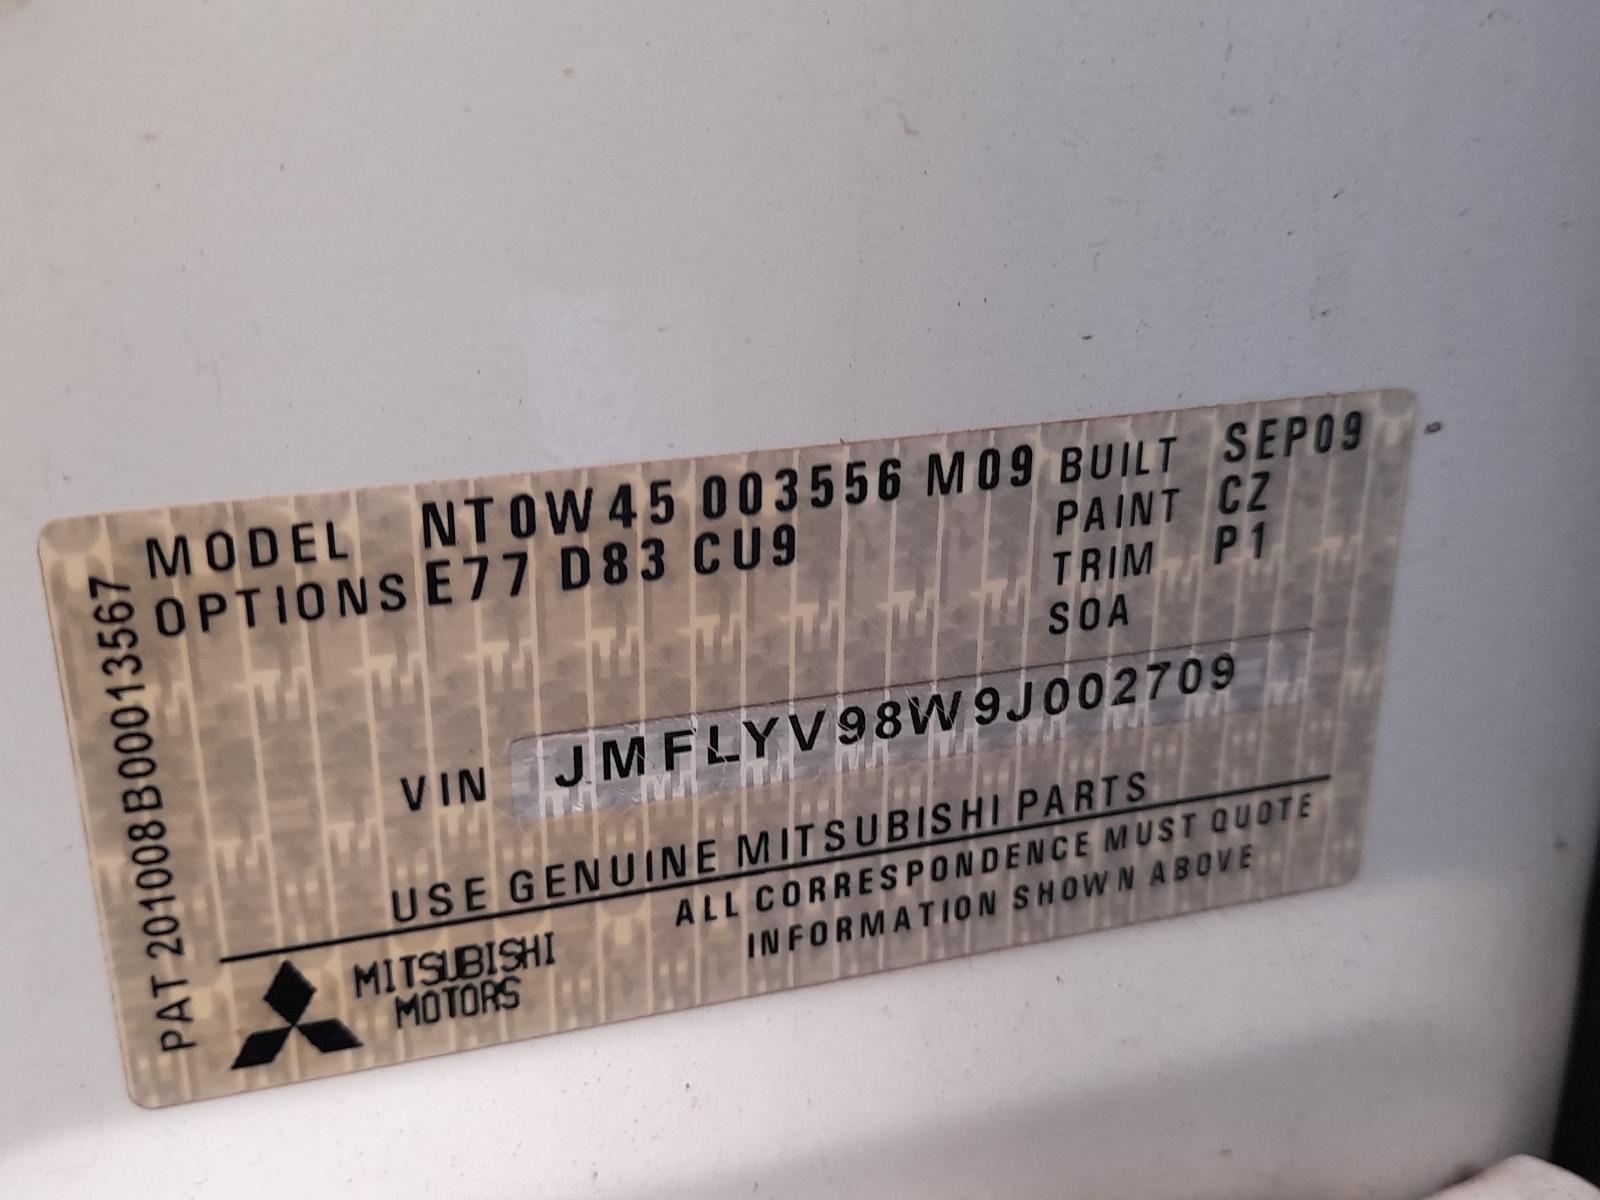 MODEL NT0W45 003556 M09 BUILT SEP09
OPTIONS E77 D83 CU9 PAINT CZ
TRIM P1
SOA
VIN JMFLYV98W9J002709
USE GENUINE MITSUBISHI PARTS
MITSUBISHI
MOTORS
ALL CORRESPONDENCE MUST QUOTE
INFORMATION SHOWN ABOVE
PAT 201008B000013567